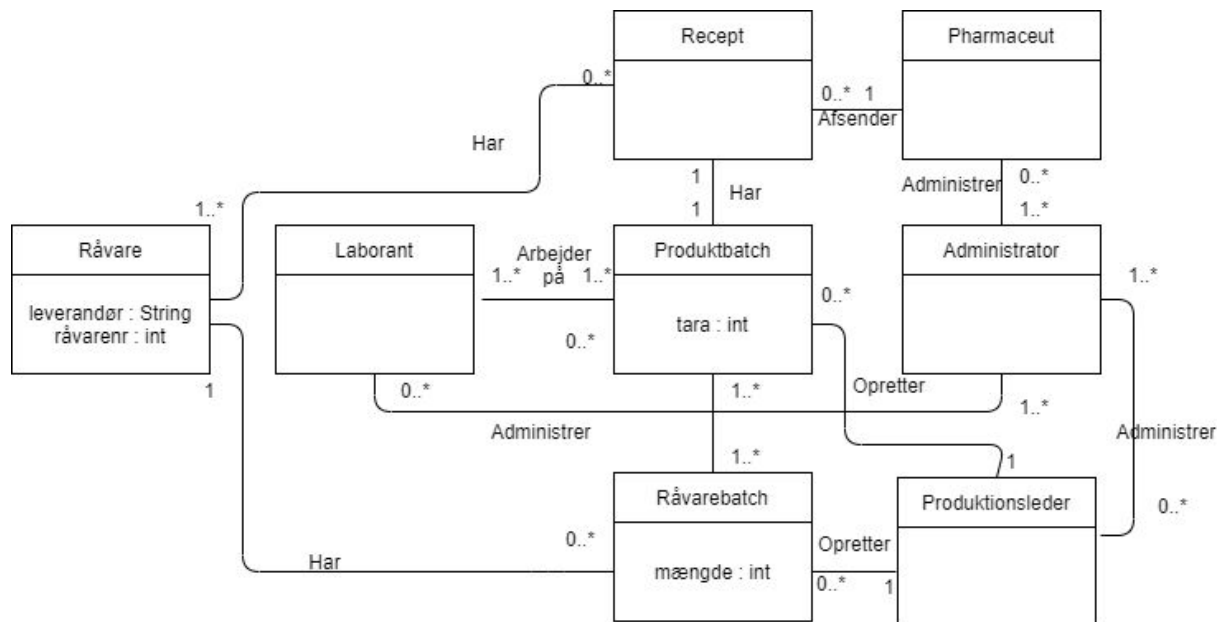 Recept
Pharmaceut
0..*
0..* 1
Afsender
Har
1
Har
1
Administrer
0..*
1..*
1..*
Råvare
leverandør : String
råvarenr : int
1
Laborant
Arbejder
1..* på 1..*
0..*
Produktbatch
tara : int
0..*
Administrator
1..*
0..*
1..*
Opretter
1..*
Administrer
Administrer
1..*
1
0..*
Råvarebatch
mængde : int
Produktionsleder
0..*
Har
Opretter
0..* 1